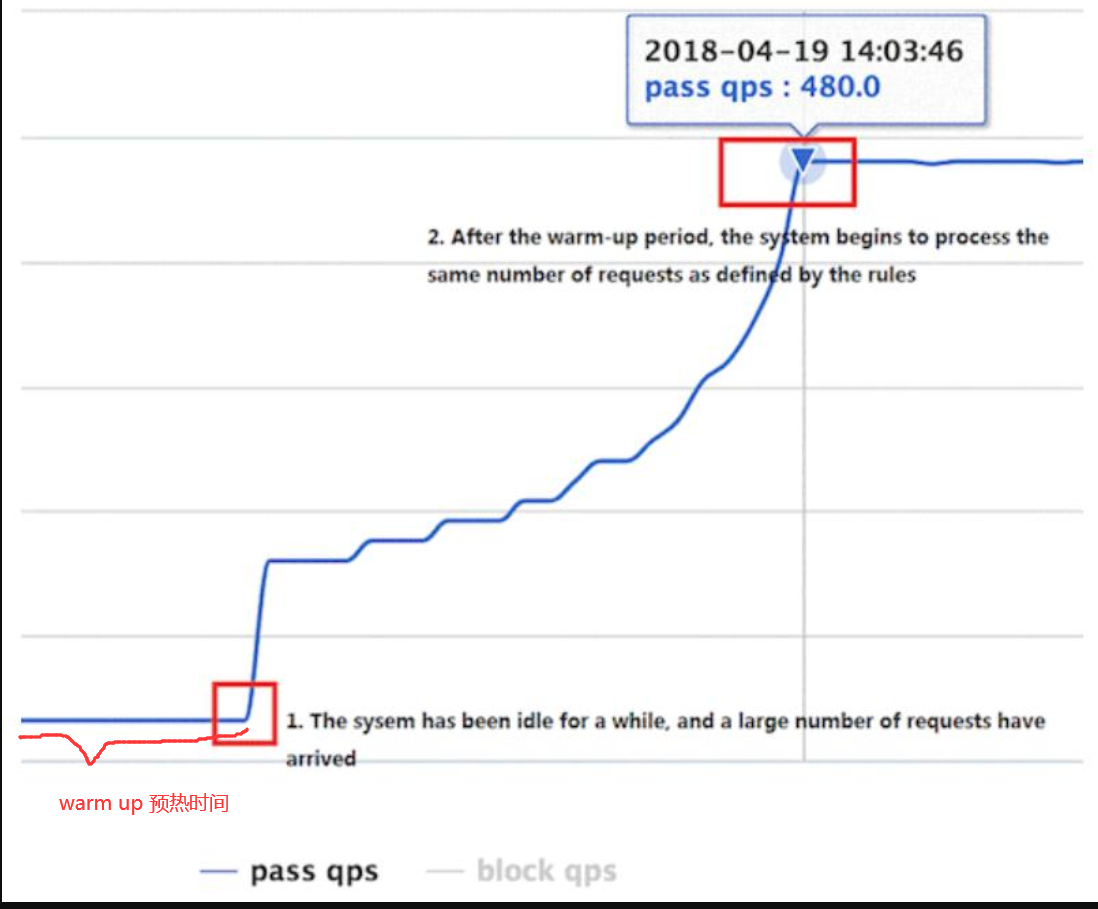 2018-04-19 14:03:46
pass qps : 480.0
2. After the warm-up period, the system begins to process the
same number of requests as defined by the rules
1. The sysem has been idle for a while, and a large number of requests have
arrived
warm up 预热时间
pass qps
block qps